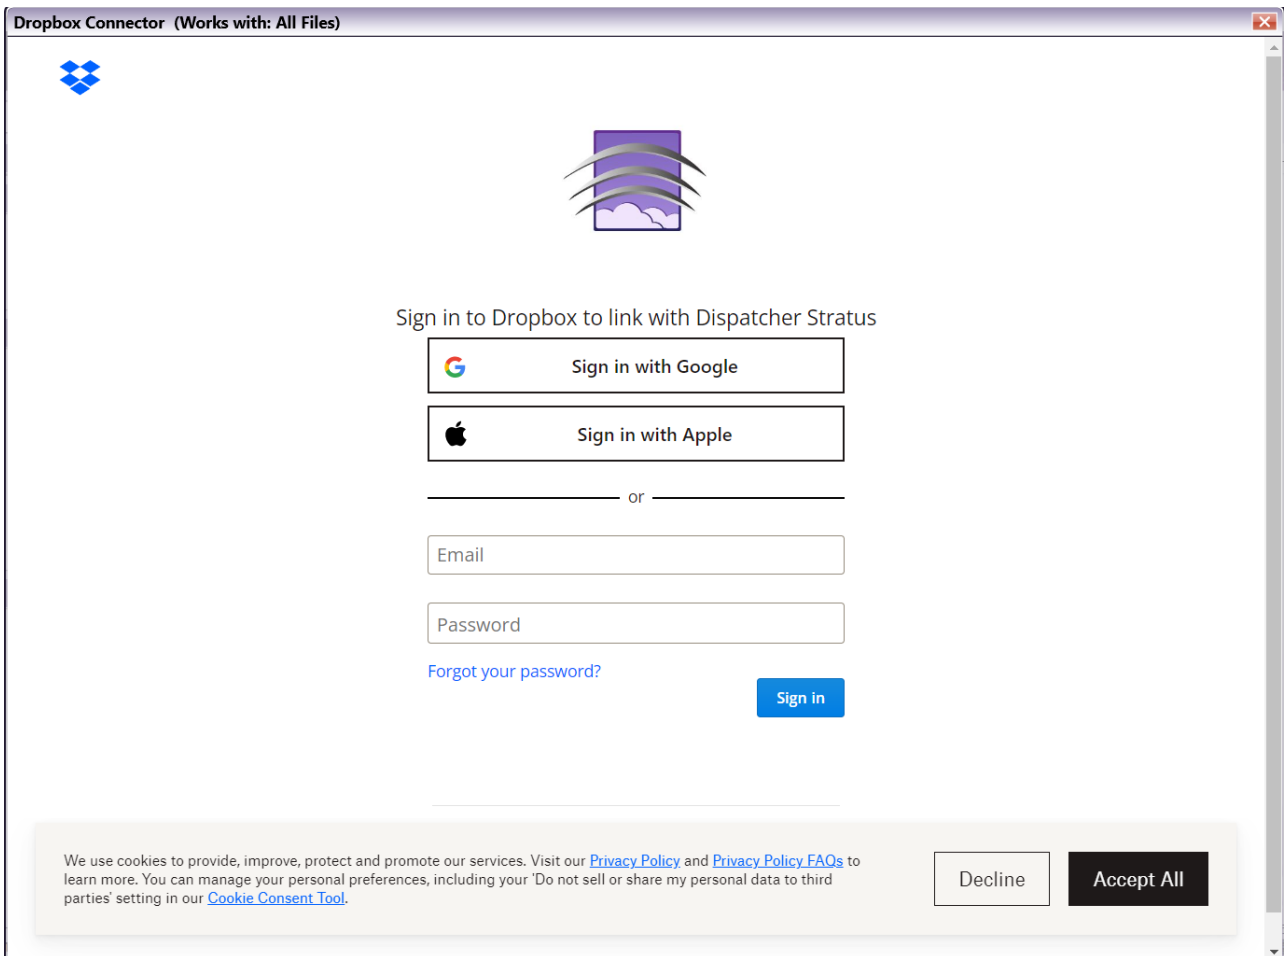 Dropbox Connector  (Works with: All Files)
Sign in to Dropbox to link with Dispatcher Stratus
Sign in with Google
Sign in with Apple
or
Email
Password
Forgot your password?
Sign in
We use cookies to provide, improve, protect and promote our services. Visit our Privacy Policy and Privacy Policy FAQs to
learn more. You can manage your personal preferences, including your 'Do not sell or share my personal data to third
parties' setting in our Cookie Consent Tool.
Decline
Accept All